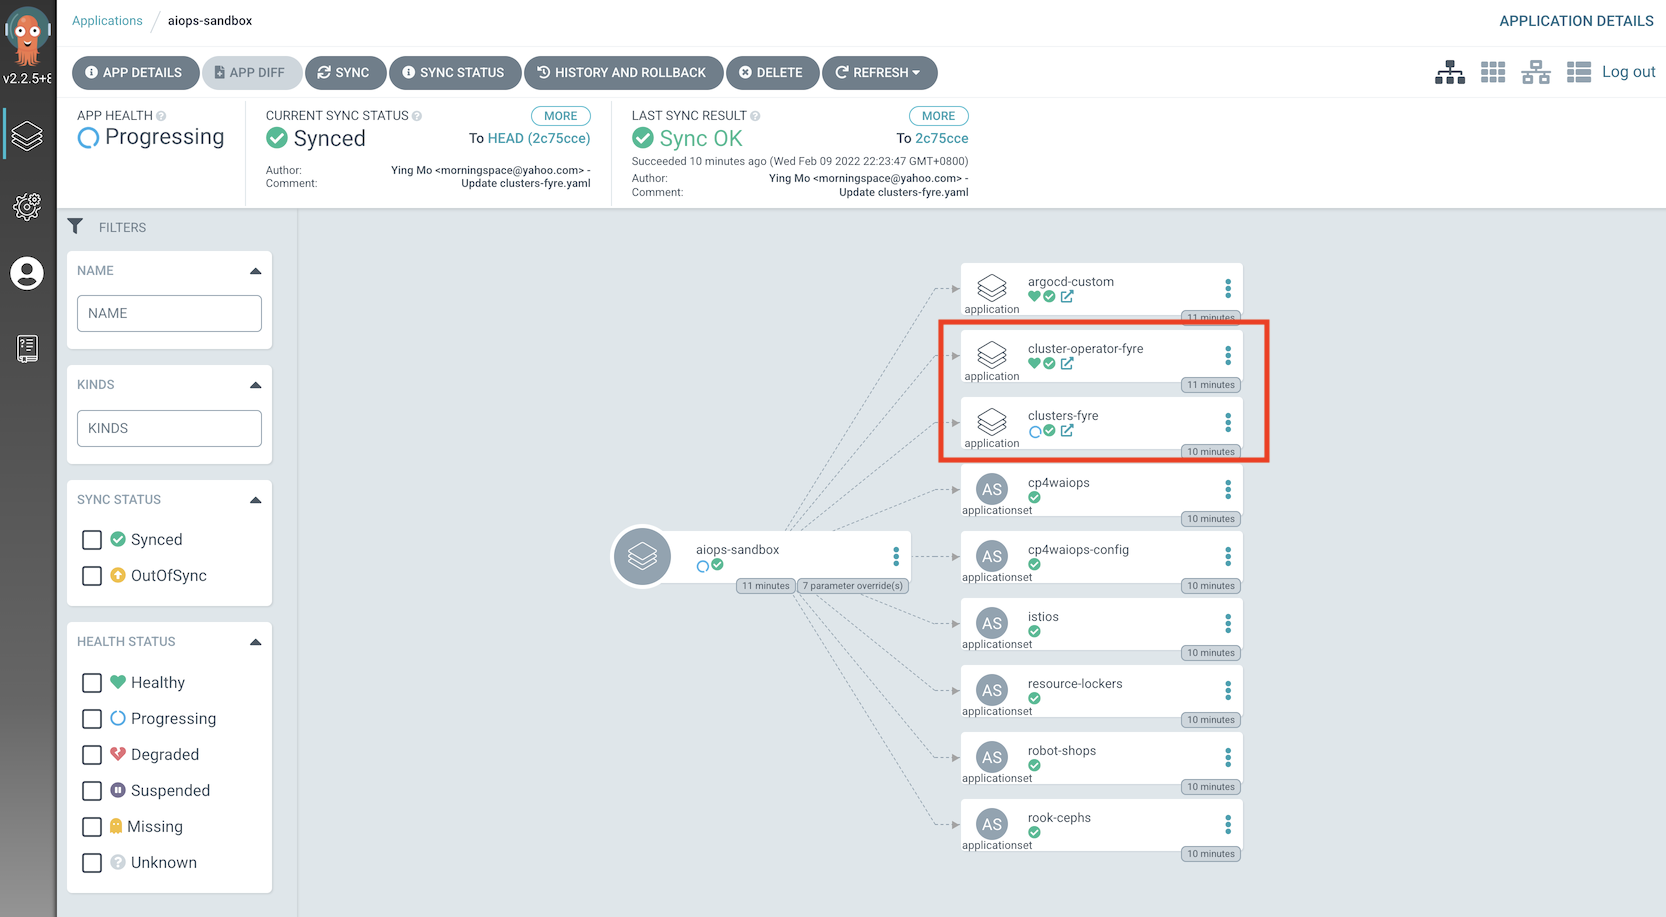 v2.2.5+8
Applications / aiops-sandbox
APPLICATION DETAILS
APP DETAILS
APP DIFF
SYNC
SYNC STATUS
HISTORY AND ROLLBACK
DELETE
REFRESH
Log out
APP HEALTH
Progressing
CURRENT SYNC STATUS
MORE
Synced
To HEAD (2c75cce)
Author: Ying Mo <morningspace@yahoo.com> -
Comment: Update clusters-fyre.yaml
LAST SYNC RESULT
MORE
Sync OK
To 2c75cce
Succeeded 10 minutes ago (Wed Feb 09 2022 22:23:47 GMT+0800)
Author: Ying Mo <morningspace@yahoo.com> -
Comment: Update clusters-fyre.yaml
FILTERS
NAME
NAME
KINDS
KINDS
SYNC STATUS
Synced
OutOfSync
HEALTH STATUS
Healthy
Progressing
Degraded
Suspended
Missing
Unknown
aiops-sandbox
11 minutes
7 parameter override(s)
argocd-custom
application
11 minutes
cluster-operator-fyre
application
11 minutes
clusters-fyre
application
10 minutes
AS
cp4waiops
applicationset
10 minutes
AS
cp4waiops-config
applicationset
10 minutes
AS
istios
applicationset
10 minutes
AS
resource-lockers
applicationset
10 minutes
AS
robot-shops
applicationset
10 minutes
AS
rook-cephs
applicationset
10 minutes